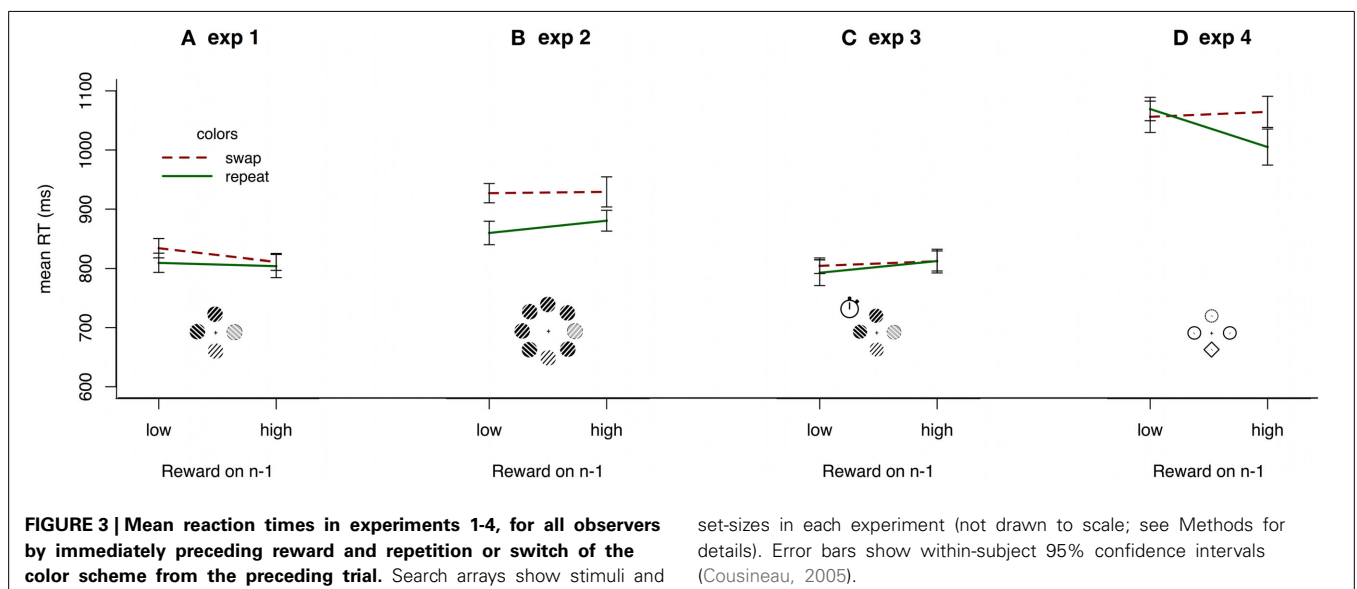 A exp 1
B exp 2
C exp 3
D exp 4
1100
1000
900
800
700
600
mean RT (ms)
colors
swap
repeat
low high
low high
low high
low high
Reward on n-1
Reward on n-1
Reward on n-1
Reward on n-1
FIGURE 3 | Mean reaction times in experiments 1-4, for all observers
by immediately preceding reward and repetition or switch of the
color scheme from the preceding trial. Search arrays show stimuli and
set-sizes in each experiment (not drawn to scale; see Methods for
details). Error bars show within-subject 95% confidence intervals
(Cousineau, 2005).